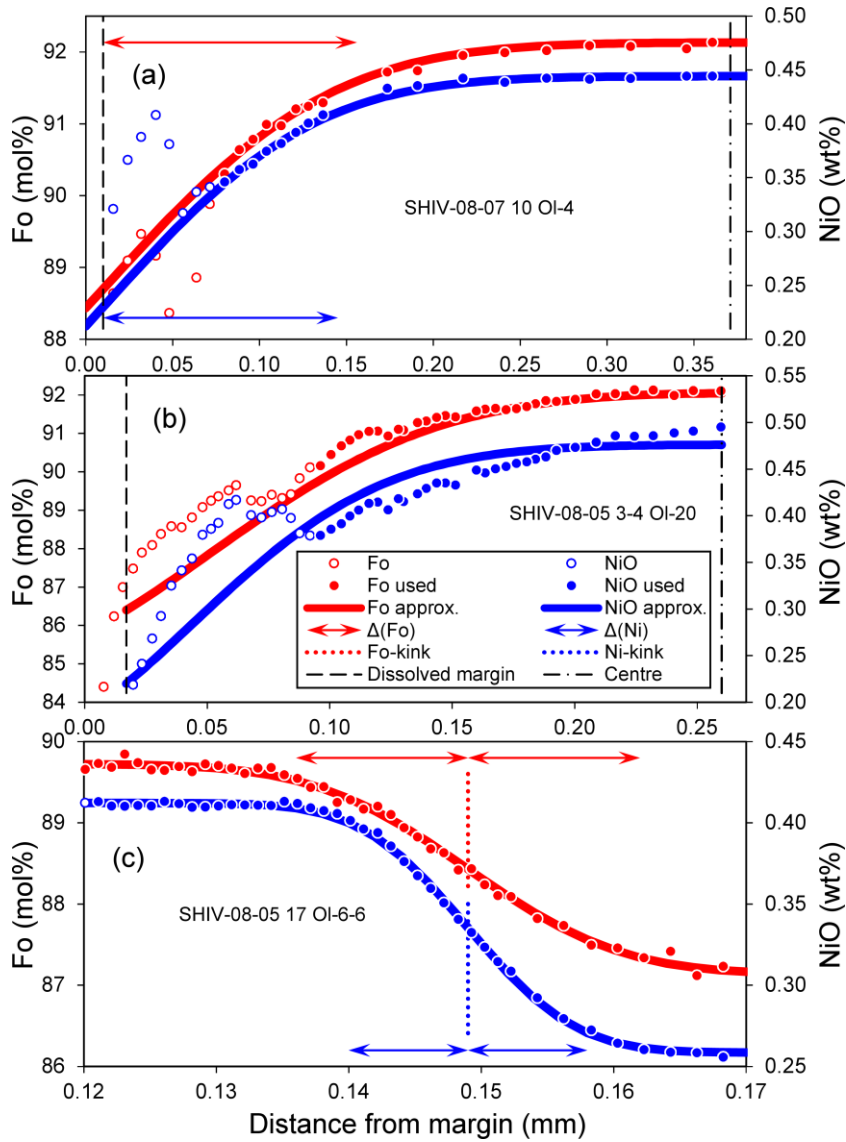 92
91
90
89
88
Fo (mol%)
(a)
SHIV-08-07 10 Ol-4
0.50
0.45
0.40
0.35
0.30
0.25
0.20
NiO (wt%)
0.00 0.05 0.10 0.15 0.20 0.25 0.30 0.35
92
91
90
89
88
87
86
85
84
Fo (mol%)
(b)
SHIV-08-05 3-4 Ol-20
Fo NiO
Fo used NiO used
Fo approx. NiO approx.
Δ(Fo) Δ(Ni)
Fo-kink Ni-kink
Dissolved margin Centre
0.55
0.50
0.45
0.40
0.35
0.30
0.25
0.20
NiO (wt%)
0.00 0.05 0.10 0.15 0.20 0.25
90
89
88
87
86
Fo (mol%)
(c)
SHIV-08-05 17 Ol-6-6
0.45
0.40
0.35
0.30
0.25
NiO (wt%)
0.12 0.13 0.14 0.15 0.16 0.17
Distance from margin (mm)